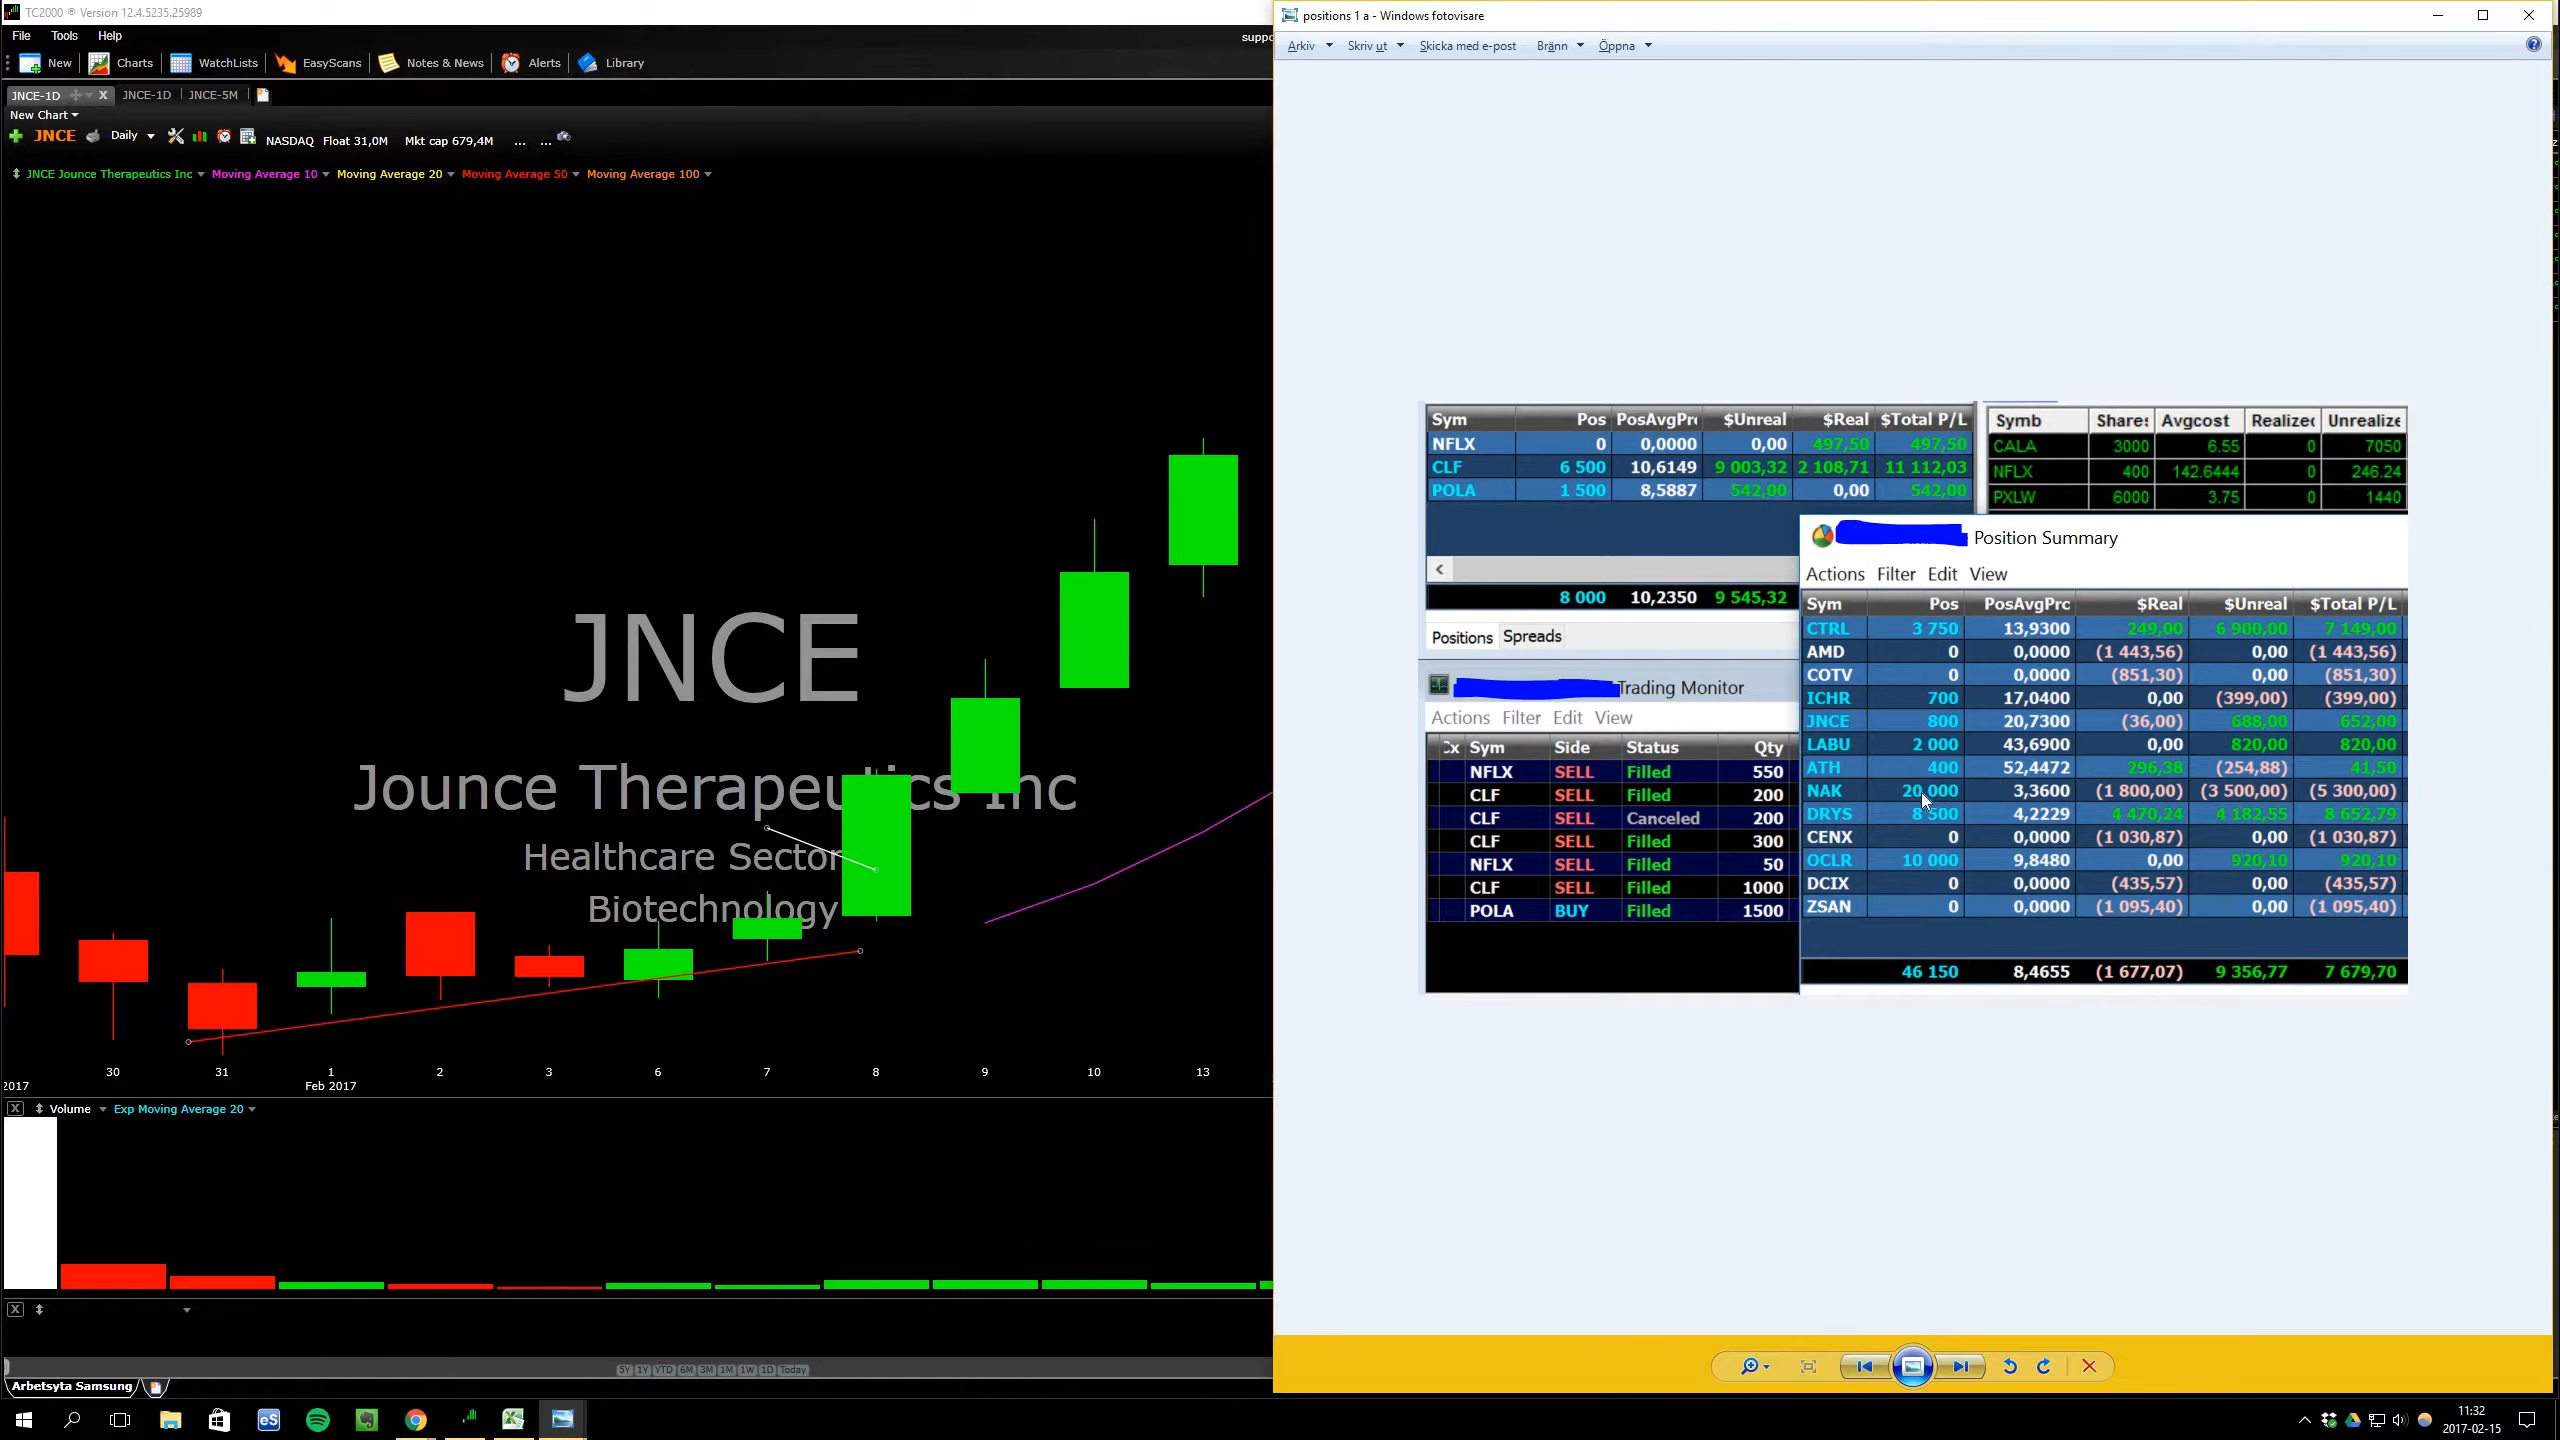 TC2000 ® Version 12.4.5235.25989
File Tools Help
New Charts WatchLists EasyScans Notes & News Alerts Library
JNCE-1D X JNCE-1D JNCE-5M
New Chart
JNCE Daily NASDAQ Float 31,0M Mkt cap 679,4M ... ...
JNCE Jounce Therapeutics Inc Moving Average 10 Moving Average 20 Moving Average 50 Moving Average 100
JNCE
Jounce Therapeutics Inc
Healthcare Sector
Biotechnology
30 31 1 2 3 6 7 8 9 10 13
2017 Feb 2017
X Volume Exp Moving Average 20
X
5Y 1Y YTD 6M 3M 1M 1W 1D Today
Arbetsyta Samsung
positions 1 a - Windows fotovisare
Arkiv Skriv ut Skicka med e-post Bränn Öppna
Sym Pos PosAvgPrc $Unreal $Real $Total P/L
NFLX 0 0,0000 0,00 497,50 497,50
CLF 6 500 10,6149 9 003,32 2 108,71 11 112,03
POLA 1 500 8,5887 542,00 0,00 542,00
8 000 10,2350 9 545,32
Positions Spreads
Symb Shares Avgcost Realizec Unrealize
CALA 3000 6.55 0 7050
NFLX 400 142.6444 0 246.24
PXLW 6000 3.75 0 1440
Trading Monitor
Actions Filter Edit View
Cx Sym Side Status Qty
NFLX SELL Filled 550
CLF SELL Filled 200
CLF SELL Canceled 200
CLF SELL Filled 300
NFLX SELL Filled 50
CLF SELL Filled 1000
POLA BUY Filled 1500
Position Summary
Actions Filter Edit View
Sym Pos PosAvgPrc $Real $Unreal $Total P/L
CTRL 3 750 13,9300 249,00 6 900,00 7 149,00
AMD 0 0,0000 (1 443,56) 0,00 (1 443,56)
COTV 0 0,0000 (851,30) 0,00 (851,30)
ICHR 700 17,0400 0,00 (399,00) (399,00)
JNCE 800 20,7300 (36,00) 688,00 652,00
LABU 2 000 43,6900 0,00 820,00 820,00
ATH 400 52,4472 296,38 (254,88) 41,50
NAK 20 000 3,3600 (1 800,00) (3 500,00) (5 300,00)
DRYS 8 500 4,2229 4 470,24 4 182,55 8 652,79
CENX 0 0,0000 (1 030,87) 0,00 (1 030,87)
OCLR 10 000 9,8480 0,00 920,10 920,10
DCIX 0 0,0000 (435,57) 0,00 (435,57)
ZSAN 0 0,0000 (1 095,40) 0,00 (1 095,40)
46 150 8,4655 (1 677,07) 9 356,77 7 679,70
11:32
2017-02-15